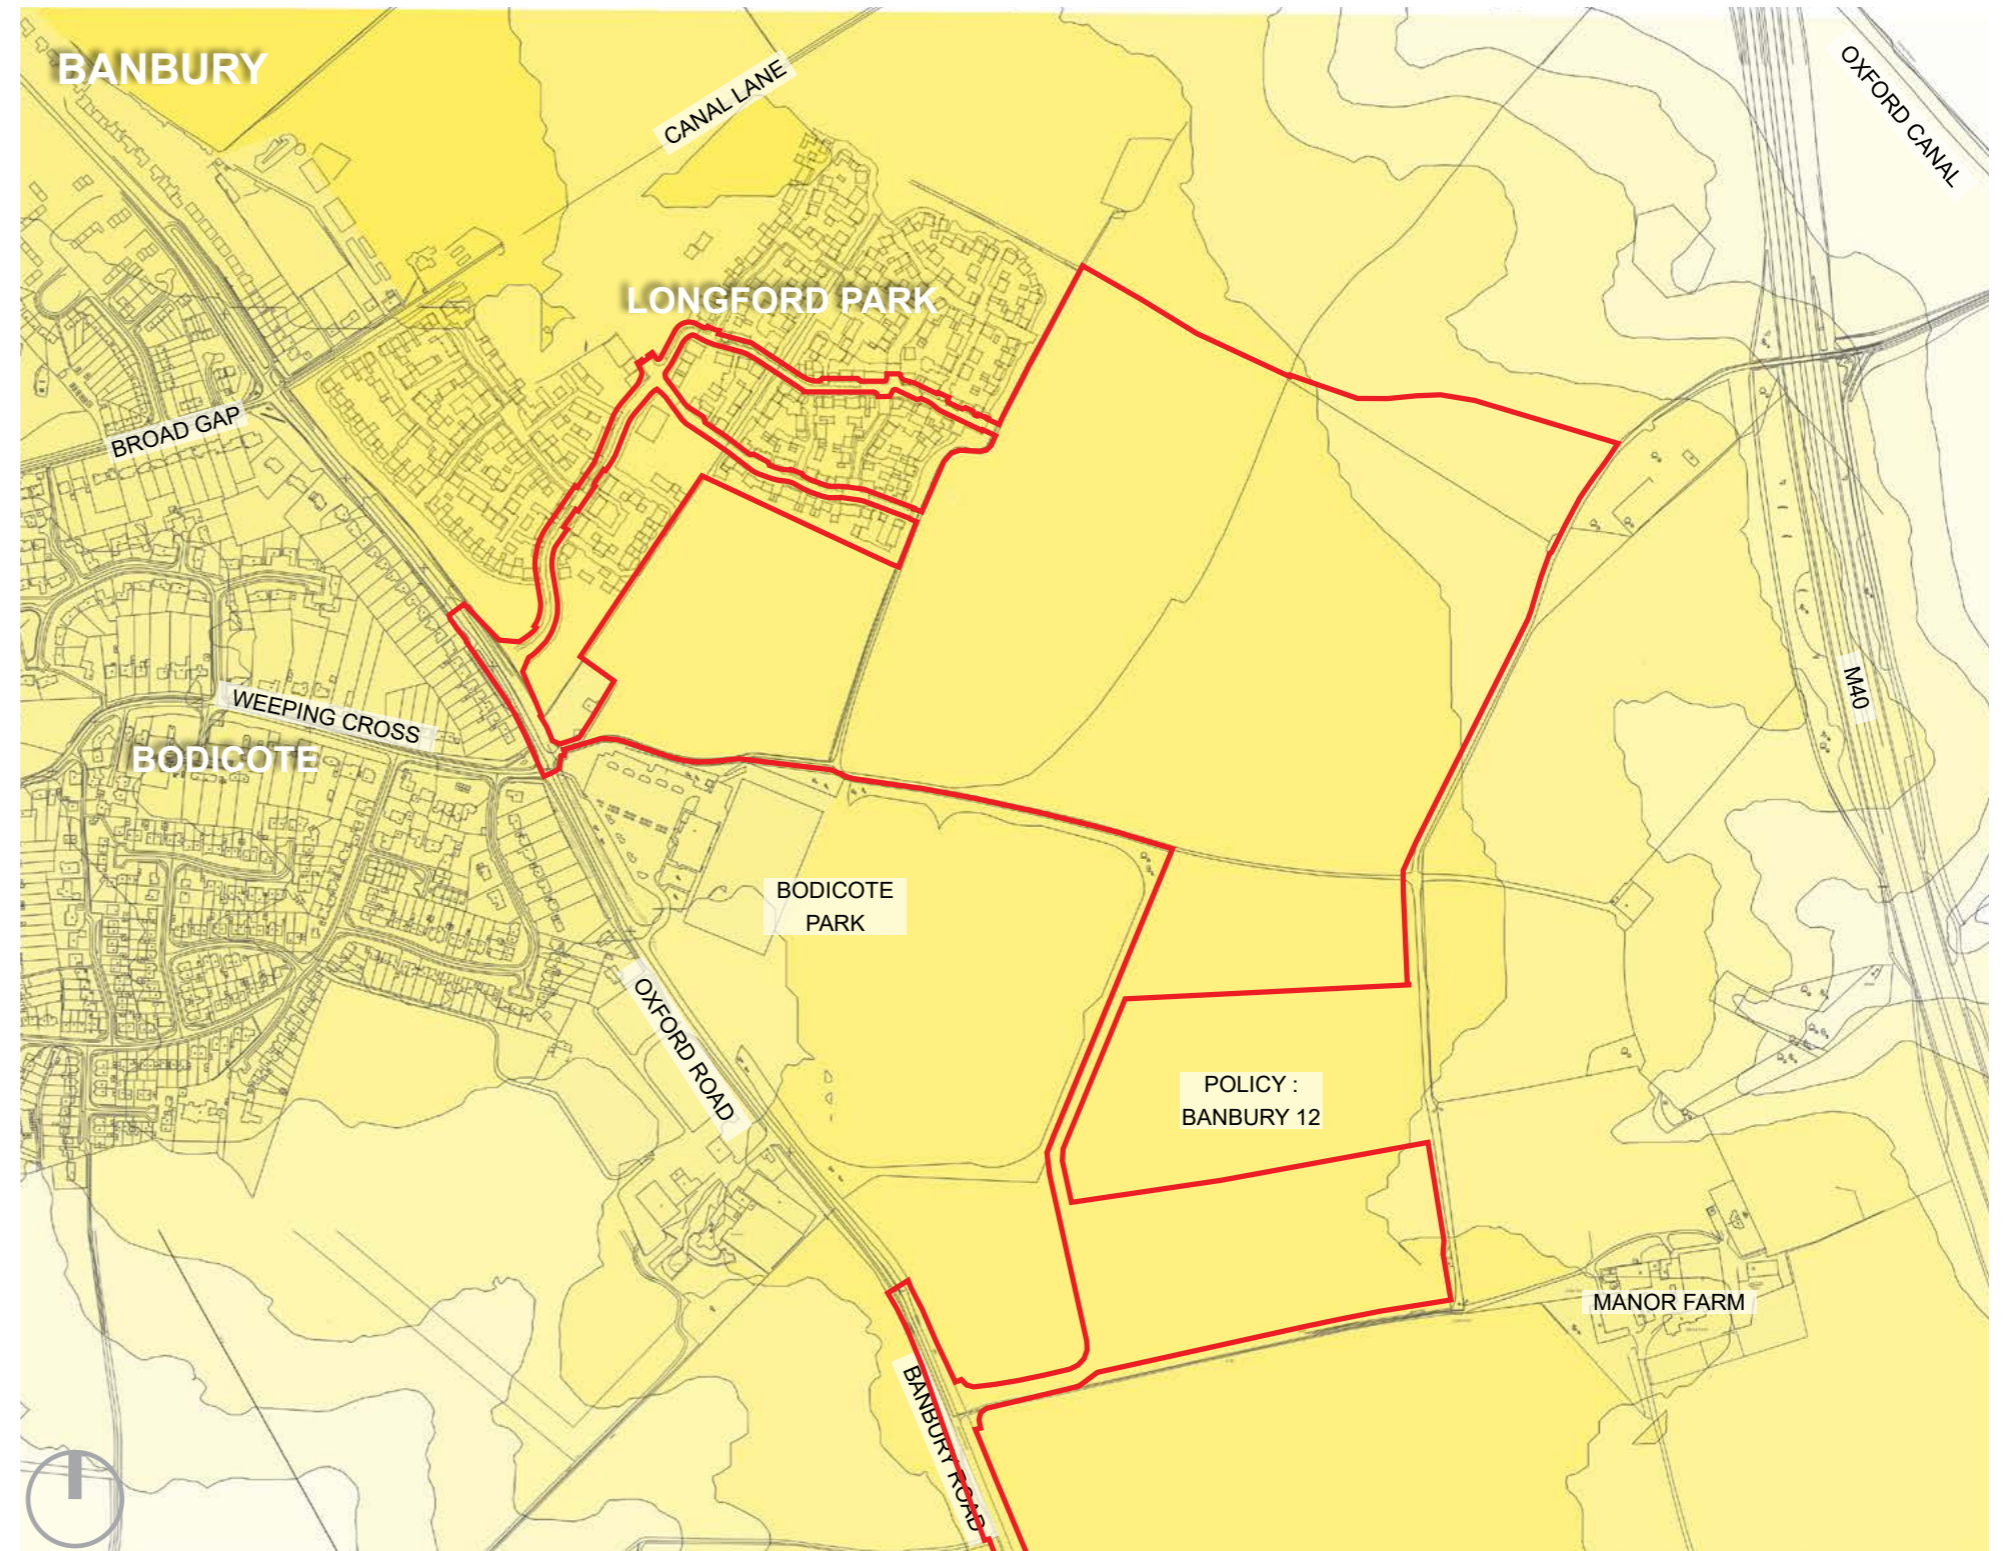 BANBURY
OXFORD CANAL
CANAL LANE
LONGFORD PARK
BROAD GAP
M40
WEEPING CROSS
BODICOTE
BODICOTE
PARK
OXFORD ROAD
POLICY :
BANBURY 12
MANOR FARM
BANBURY ROAD